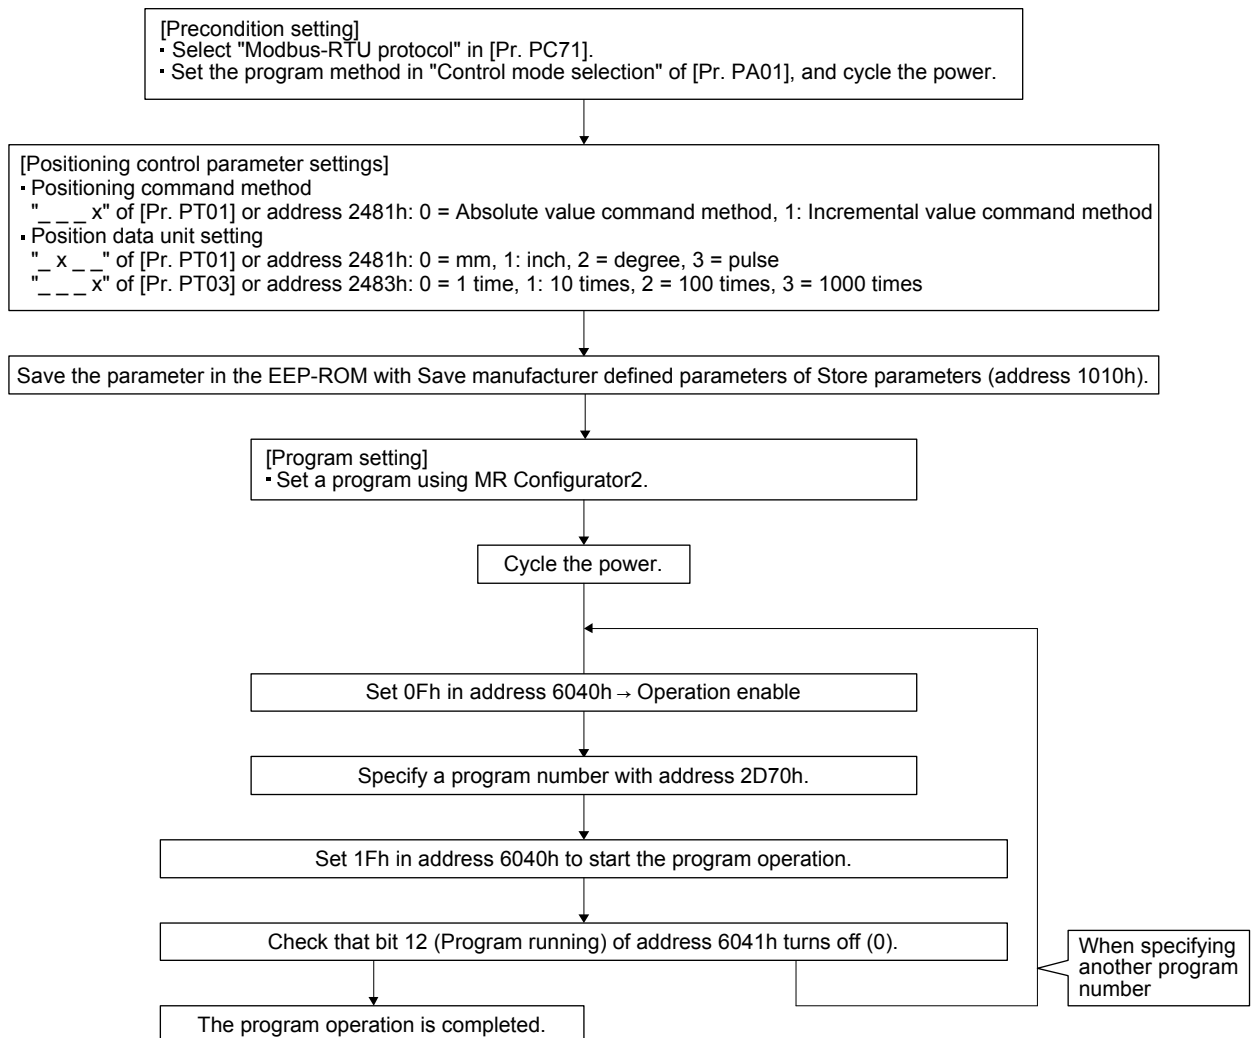 [Precondition setting]
▪ Select "Modbus-RTU protocol" in [Pr. PC71].
▪ Set the program method in "Control mode selection" of [Pr. PA01], and cycle the power.
[Positioning control parameter settings]
▪ Positioning command method
"_ _ _ x" of [Pr. PT01] or address 2481h: 0 = Absolute value command method, 1: Incremental value command method
▪ Position data unit setting
"_ x _ _" of [Pr. PT01] or address 2481h: 0 = mm, 1: inch, 2 = degree, 3 = pulse
"_ _ _ x" of [Pr. PT03] or address 2483h: 0 = 1 time, 1: 10 times, 2 = 100 times, 3 = 1000 times
Save the parameter in the EEP-ROM with Save manufacturer defined parameters of Store parameters (address 1010h).
[Program setting]
▪ Set a program using MR Configurator2.
Cycle the power.
Set 0Fh in address 6040h → Operation enable
Specify a program number with address 2D70h.
Set 1Fh in address 6040h to start the program operation.
Check that bit 12 (Program running) of address 6041h turns off (0).
When specifying
another program
number
The program operation is completed.